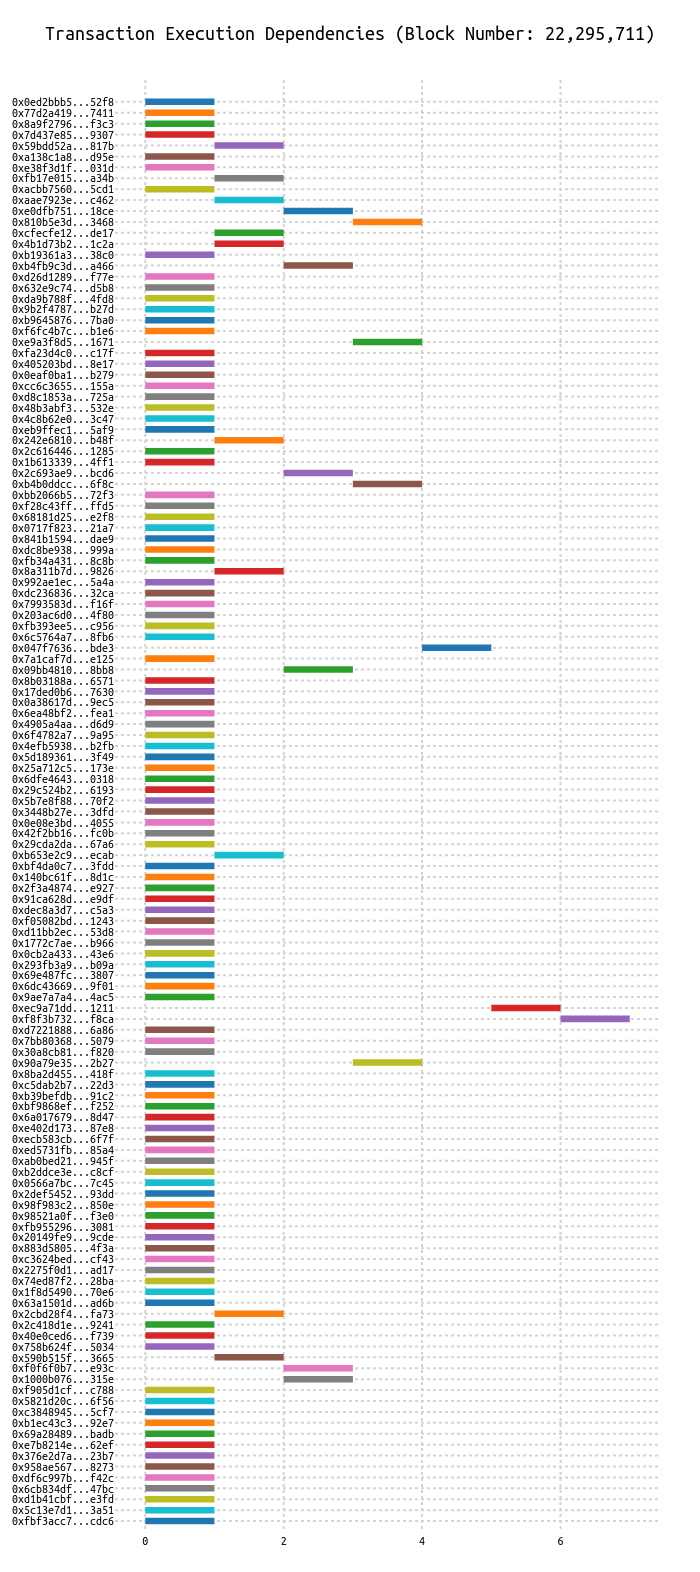 Transaction Execution Dependencies (Block Number: 22,295,711)
0x0ed2bbb5...52f8
0x77d2a419...7411
0x8a9f2796...f3c3
0x7d437e85...9307
0x59bdd52a...817b
0xa138c1a8...d95e
0xe38f3d1f...031d
0xfb17e015...a34b
0xacbb7560...5cd1
0xaae7923e...c462
0xe0dfb751...18ce
0x810b5e3d...3468
0xcfecfe12...de17
0x4b1d73b2...1c2a
0xb19361a3...38c0
0xb4fb9c3d...a466
0xd26d1289...f77e
0x632e9c74...d5b8
0xda9b788f...4fd8
0x9b2f4787...b27d
0xb9645876...7ba0
0xf6fc4b7c...b1e6
0xe9a3f8d5...1671
0xfa23d4c0...c17f
0x405203bd...8e17
0x0eaf0ba1...b279
0xcc6c3655...155a
0xd8c1853a...725a
0x48b3abf3...532e
0x4c8b62e0...3c47
0xeb9ffec1...5af9
0x242e6810...b48f
0x2c616446...1285
0x1b613339...4ff1
0x2c693ae9...bcd6
0xb4b0ddcc...6f8c
0xbb2066b5...72f3
0xf28c43ff...ffd5
0x68181d25...e2f8
0x0717f823...21a7
0x841b1594...dae9
0xdc8be938...999a
0xfb34a431...8c8b
0x8a311b7d...9826
0x992ae1ec...5a4a
0xdc236836...32ca
0x7993583d...f16f
0x203ac6d0...4f80
0xfb393ee5...c956
0x6c5764a7...8fb6
0x047f7636...bde3
0x7a1caf7d...e125
0x09bb4810...8bb8
0x8b03188a...6571
0x17ded0b6...7630
0x0a38617d...9ec5
0x6ea48bf2...fea1
0x4905a4aa...d6d9
0x6f4782a7...9a95
0x4efb5938...b2fb
0x5d189361...3f49
0x25a712c5...173e
0x6dfe4643...0318
0x29c524b2...6193
0x5b7e8f88...70f2
0x3448b27e...3dfd
0x0e08e3bd...4055
0x42f2bb16...fc0b
0x29cda2da...67a6
0xb653e2c9...ecab
0xbf4da0c7...3fdd
0x140bc61f...8d1c
0x2f3a4874...e927
0x91ca628d...e9df
0xdec8a3d7...c5a3
0xf05082bd...1243
0xd11bb2ec...53d8
0x1772c7ae...b966
0x0cb2a433...43e6
0x293fb3a9...b09a
0x69e487fc...3807
0x6dc43669...9f01
0x9ae7a7a4...4ac5
0xec9a71dd...1211
0xf8f3b732...f8ca
0xd7221888...6a86
0x7bb80368...5079
0x30a8cb81...f820
0x90a79e35...2b27
0x8ba2d455...418f
0xc5dab2b7...22d3
0xb39befdb...91c2
0xbf9868ef...f252
0x6a017679...8d47
0xe402d173...87e8
0xecb583cb...6f7f
0xed5731fb...85a4
0xab0bed21...945f
0xb2ddce3e...c8cf
0x0566a7bc...7c45
0x2def5452...93dd
0x98f983c2...850e
0x98521a0f...f3e0
0xfb955296...3081
0x20149fe9...9cde
0x883d5805...4f3a
0xc3624bed...cf43
0x2275f0d1...ad17
0x74ed87f2...28ba
0x1f8d5490...70e6
0x63a1501d...ad6b
0x2cbd28f4...fa73
0x2c418d1e...9241
0x40e0ced6...f739
0x758b624f...5034
0x590b515f...3665
0xf0f6f0b7...e93c
0x1000b076...315e
0xf905d1cf...c788
0x5821d20c...6f56
0xc3848945...5cf7
0xb1ec43c3...92e7
0x69a28489...badb
0xe7b8214e...62ef
0x376e2d7a...23b7
0x958ae567...8273
0xdf6c997b...f42c
0x6cb834df...47bc
0xd1b41cbf...e3fd
0x5c13e7d1...3a51
0xfbf3acc7...cdc6
0 2 4 6